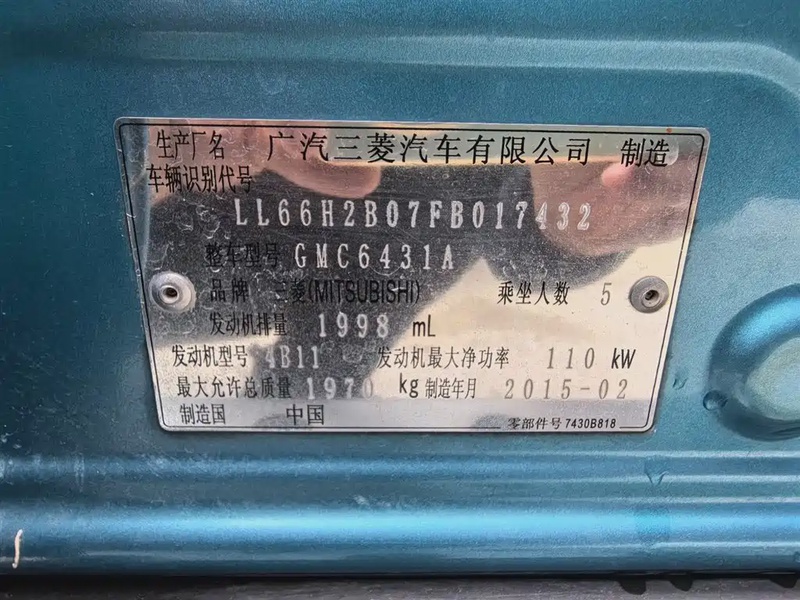 生产厂名 广汽三菱汽车有限公司 制造
车辆识别代号
LL66H2B07FB017432
整车型号 GMC6431A
品牌 三菱(MITSUBISHI) 乘坐人数 5
发动机排量 1998 mL
发动机型号 4B11 发动机最大净功率 110 kW
最大允许总质量 1970 kg 制造年月 2015-02
制造国 中国
零部件号 7430B818